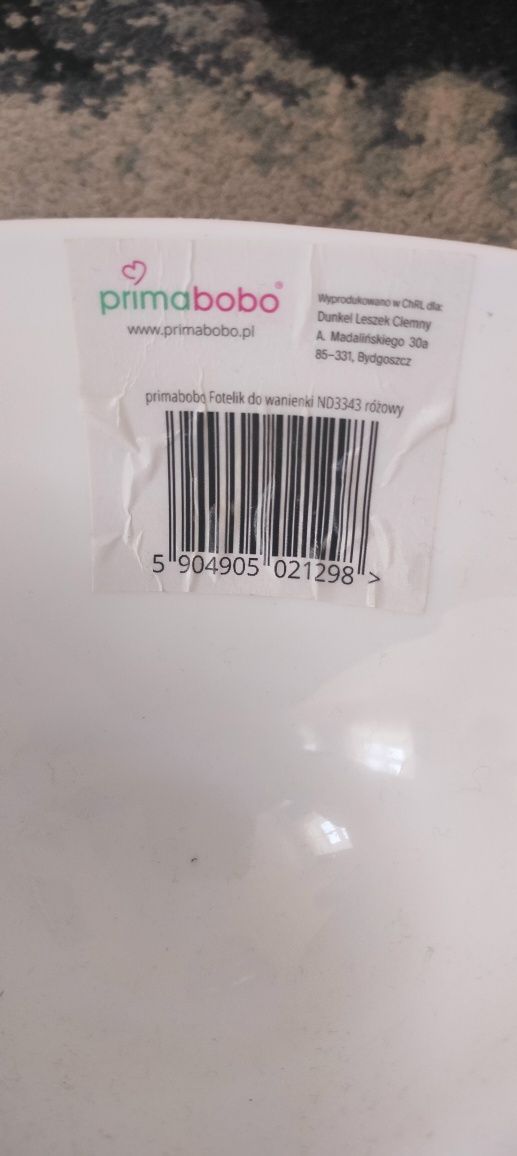 primabobo®
www.primabobo.pl
Wyprodukowano w ChRL dla:
Dunkel Leszek Ciemny
A. Madalińskiego 30a
85-331, Bydgoszcz
primabobo Fotelik do wanienki ND3343 różowy
5 904905 021298 >